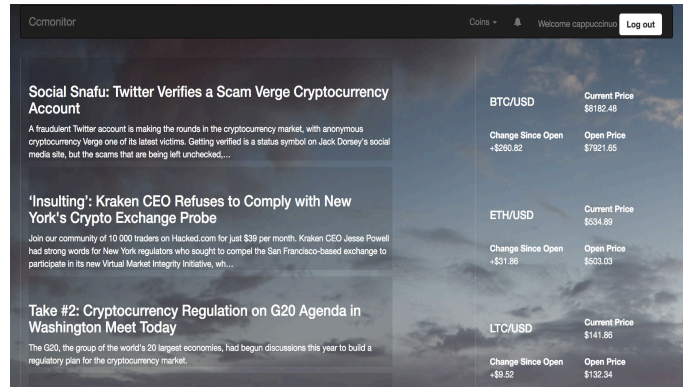 Ccmonitor
Coins
Welcome cappuccinuo
Log out
Social Snafu: Twitter Verifies a Scam Verge Cryptocurrency
Account
A fraudulent Twitter account is making the rounds in the cryptocurrency market, with anonymous
cryptocurrency Verge one of its latest victims. Getting verified is a status symbol on Jack Dorsey's social
media site, but the scams that are being left unchecked,…
‘Insulting’: Kraken CEO Refuses to Comply with New
York's Crypto Exchange Probe
Join our community of 10 000 traders on Hacked.com for just $39 per month. Kraken CEO Jesse Powell
had strong words for New York regulators who sought to compel the San Francisco-based exchange to
participate in its new Virtual Market Integrity Initiative, wh…
Take #2: Cryptocurrency Regulation on G20 Agenda in
Washington Meet Today
The G20, the group of the world's 20 largest economies, had begun discussions this year to build a
regulatory plan for the cryptocurrency market.
BTC/USD
Current Price
$8182.48
Change Since Open
+$260.82
Open Price
$7921.65
ETH/USD
Current Price
$534.89
Change Since Open
+$31.86
Open Price
$503.03
LTC/USD
Current Price
$141.86
Change Since Open
+$9.52
Open Price
$132.34